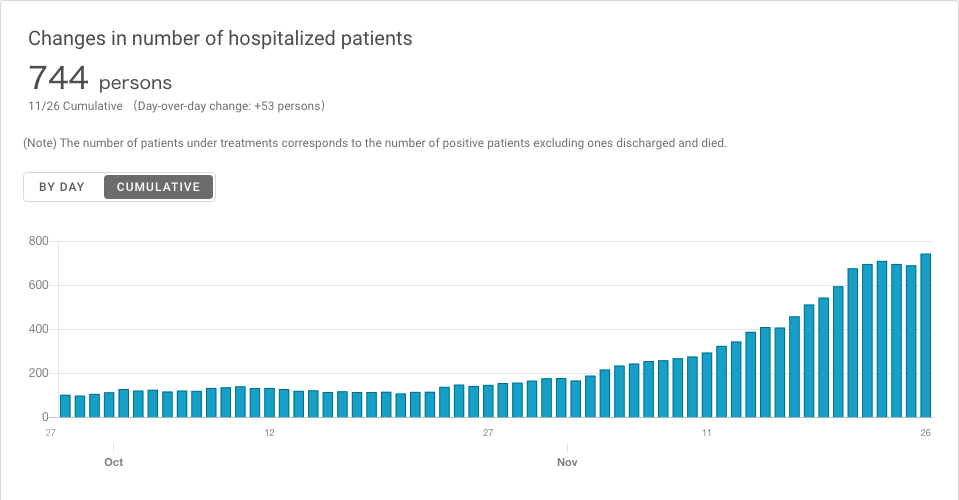 Changes in number of hospitalized patients
744 persons
11/26 Cumulative （Day-over-day change: +53 persons）
(Note) The number of patients under treatments corresponds to the number of positive patients excluding ones discharged and died.
BY DAY CUMULATIVE
800
600
400
200
0
27 12 27 11 26
Oct Nov